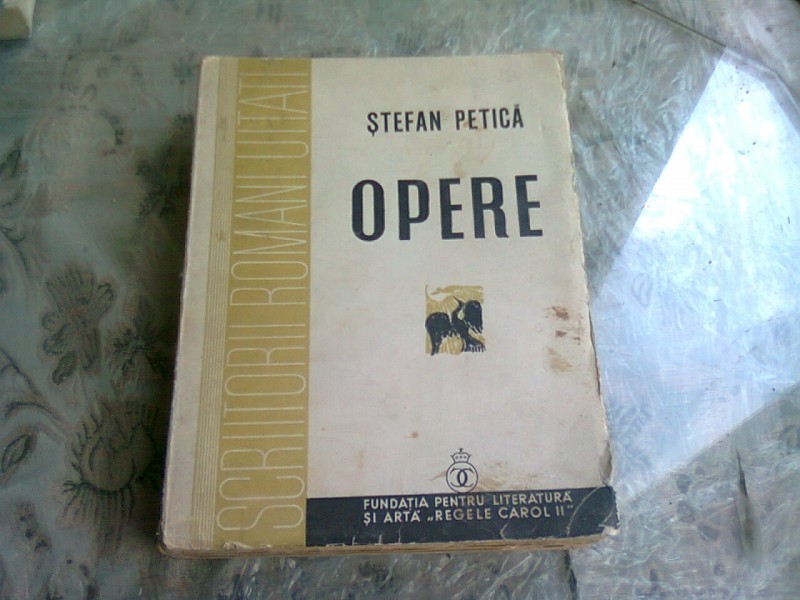 SCRIITORII ROMANI UITATI
ȘTEFAN PETICĂ
OPERE
FUNDAȚIA PENTRU LITERATURĂ
ȘI ARTĂ „REGELE CAROL II"